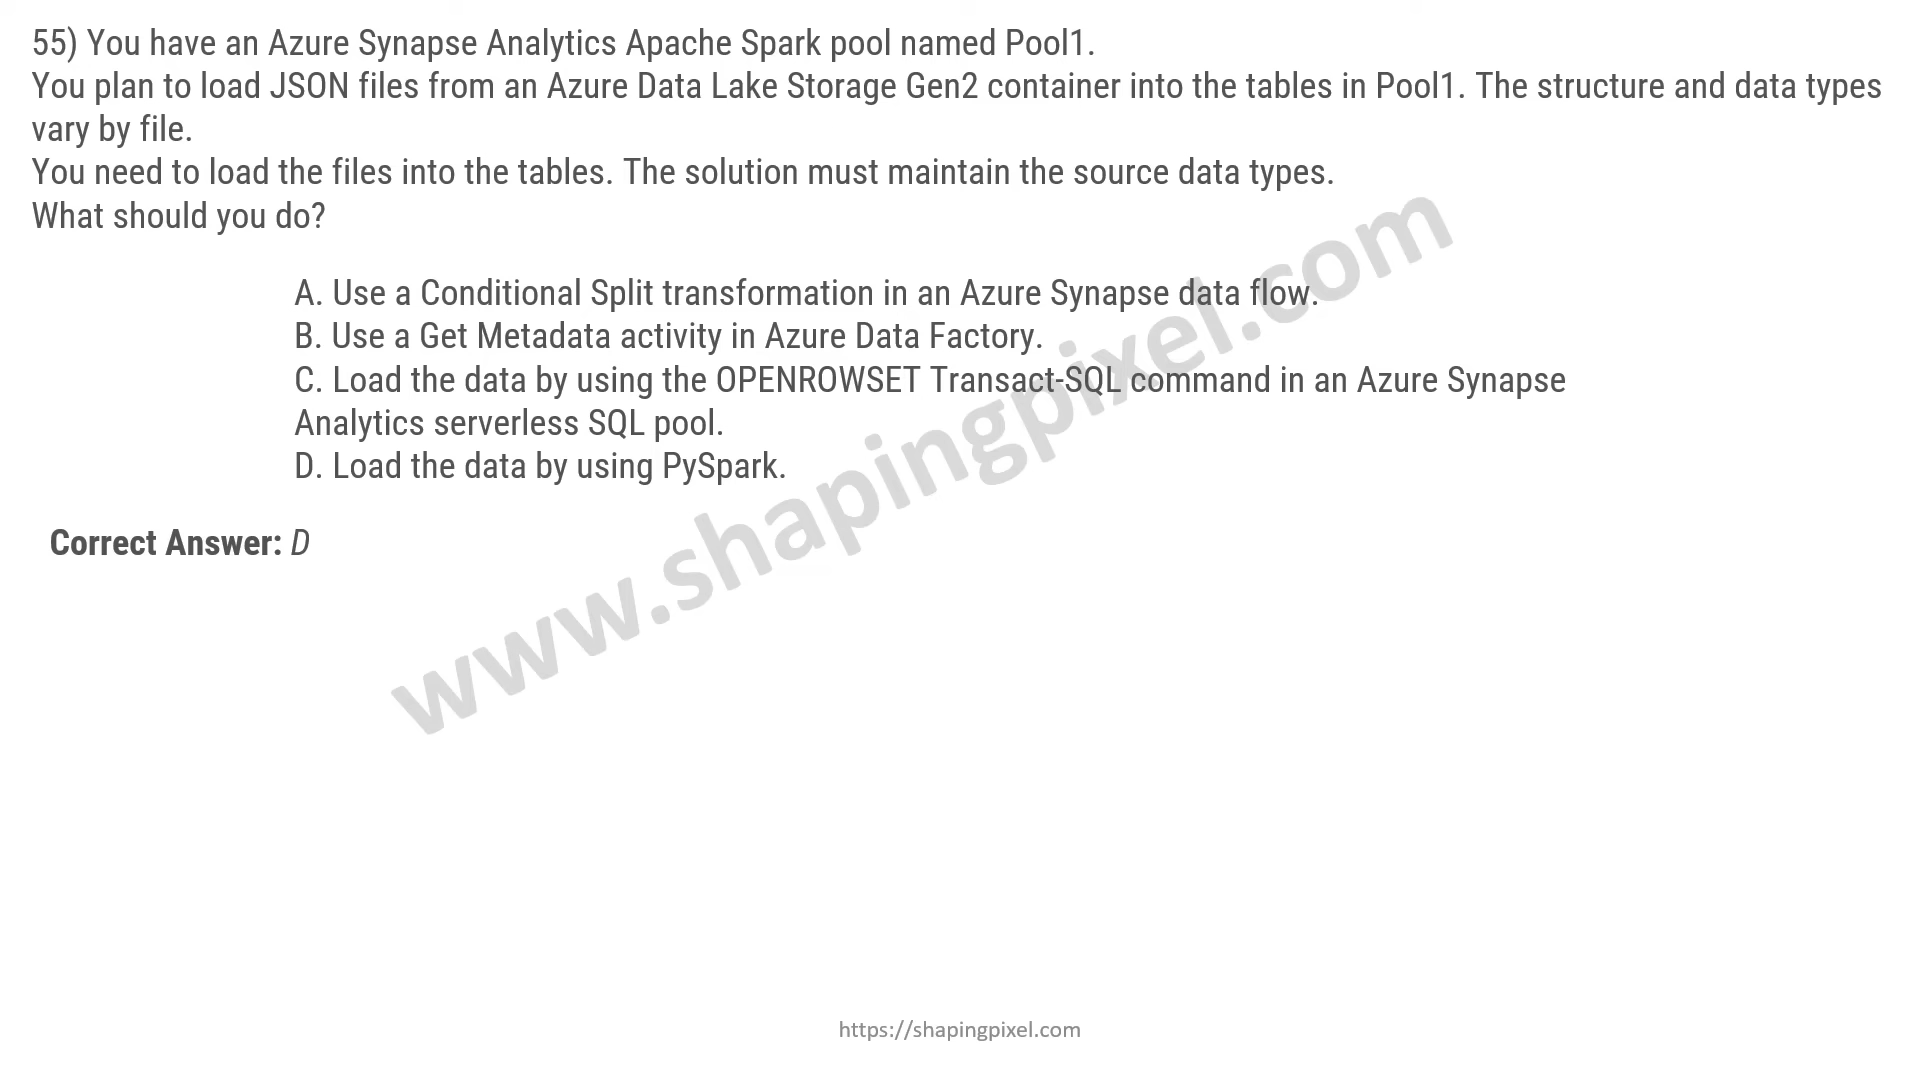 55) You have an Azure Synapse Analytics Apache Spark pool named Pool1.
You plan to load JSON files from an Azure Data Lake Storage Gen2 container into the tables in Pool1. The structure and data types
vary by file.
You need to load the files into the tables. The solution must maintain the source data types.
What should you do?
A. Use a Conditional Split transformation in an Azure Synapse data flow.
B. Use a Get Metadata activity in Azure Data Factory.
C. Load the data by using the OPENROWSET Transact-SQL command in an Azure Synapse
Analytics serverless SQL pool.
D. Load the data by using PySpark.
Correct Answer: D
www.shapingpixel.com
https://shapingpixel.com